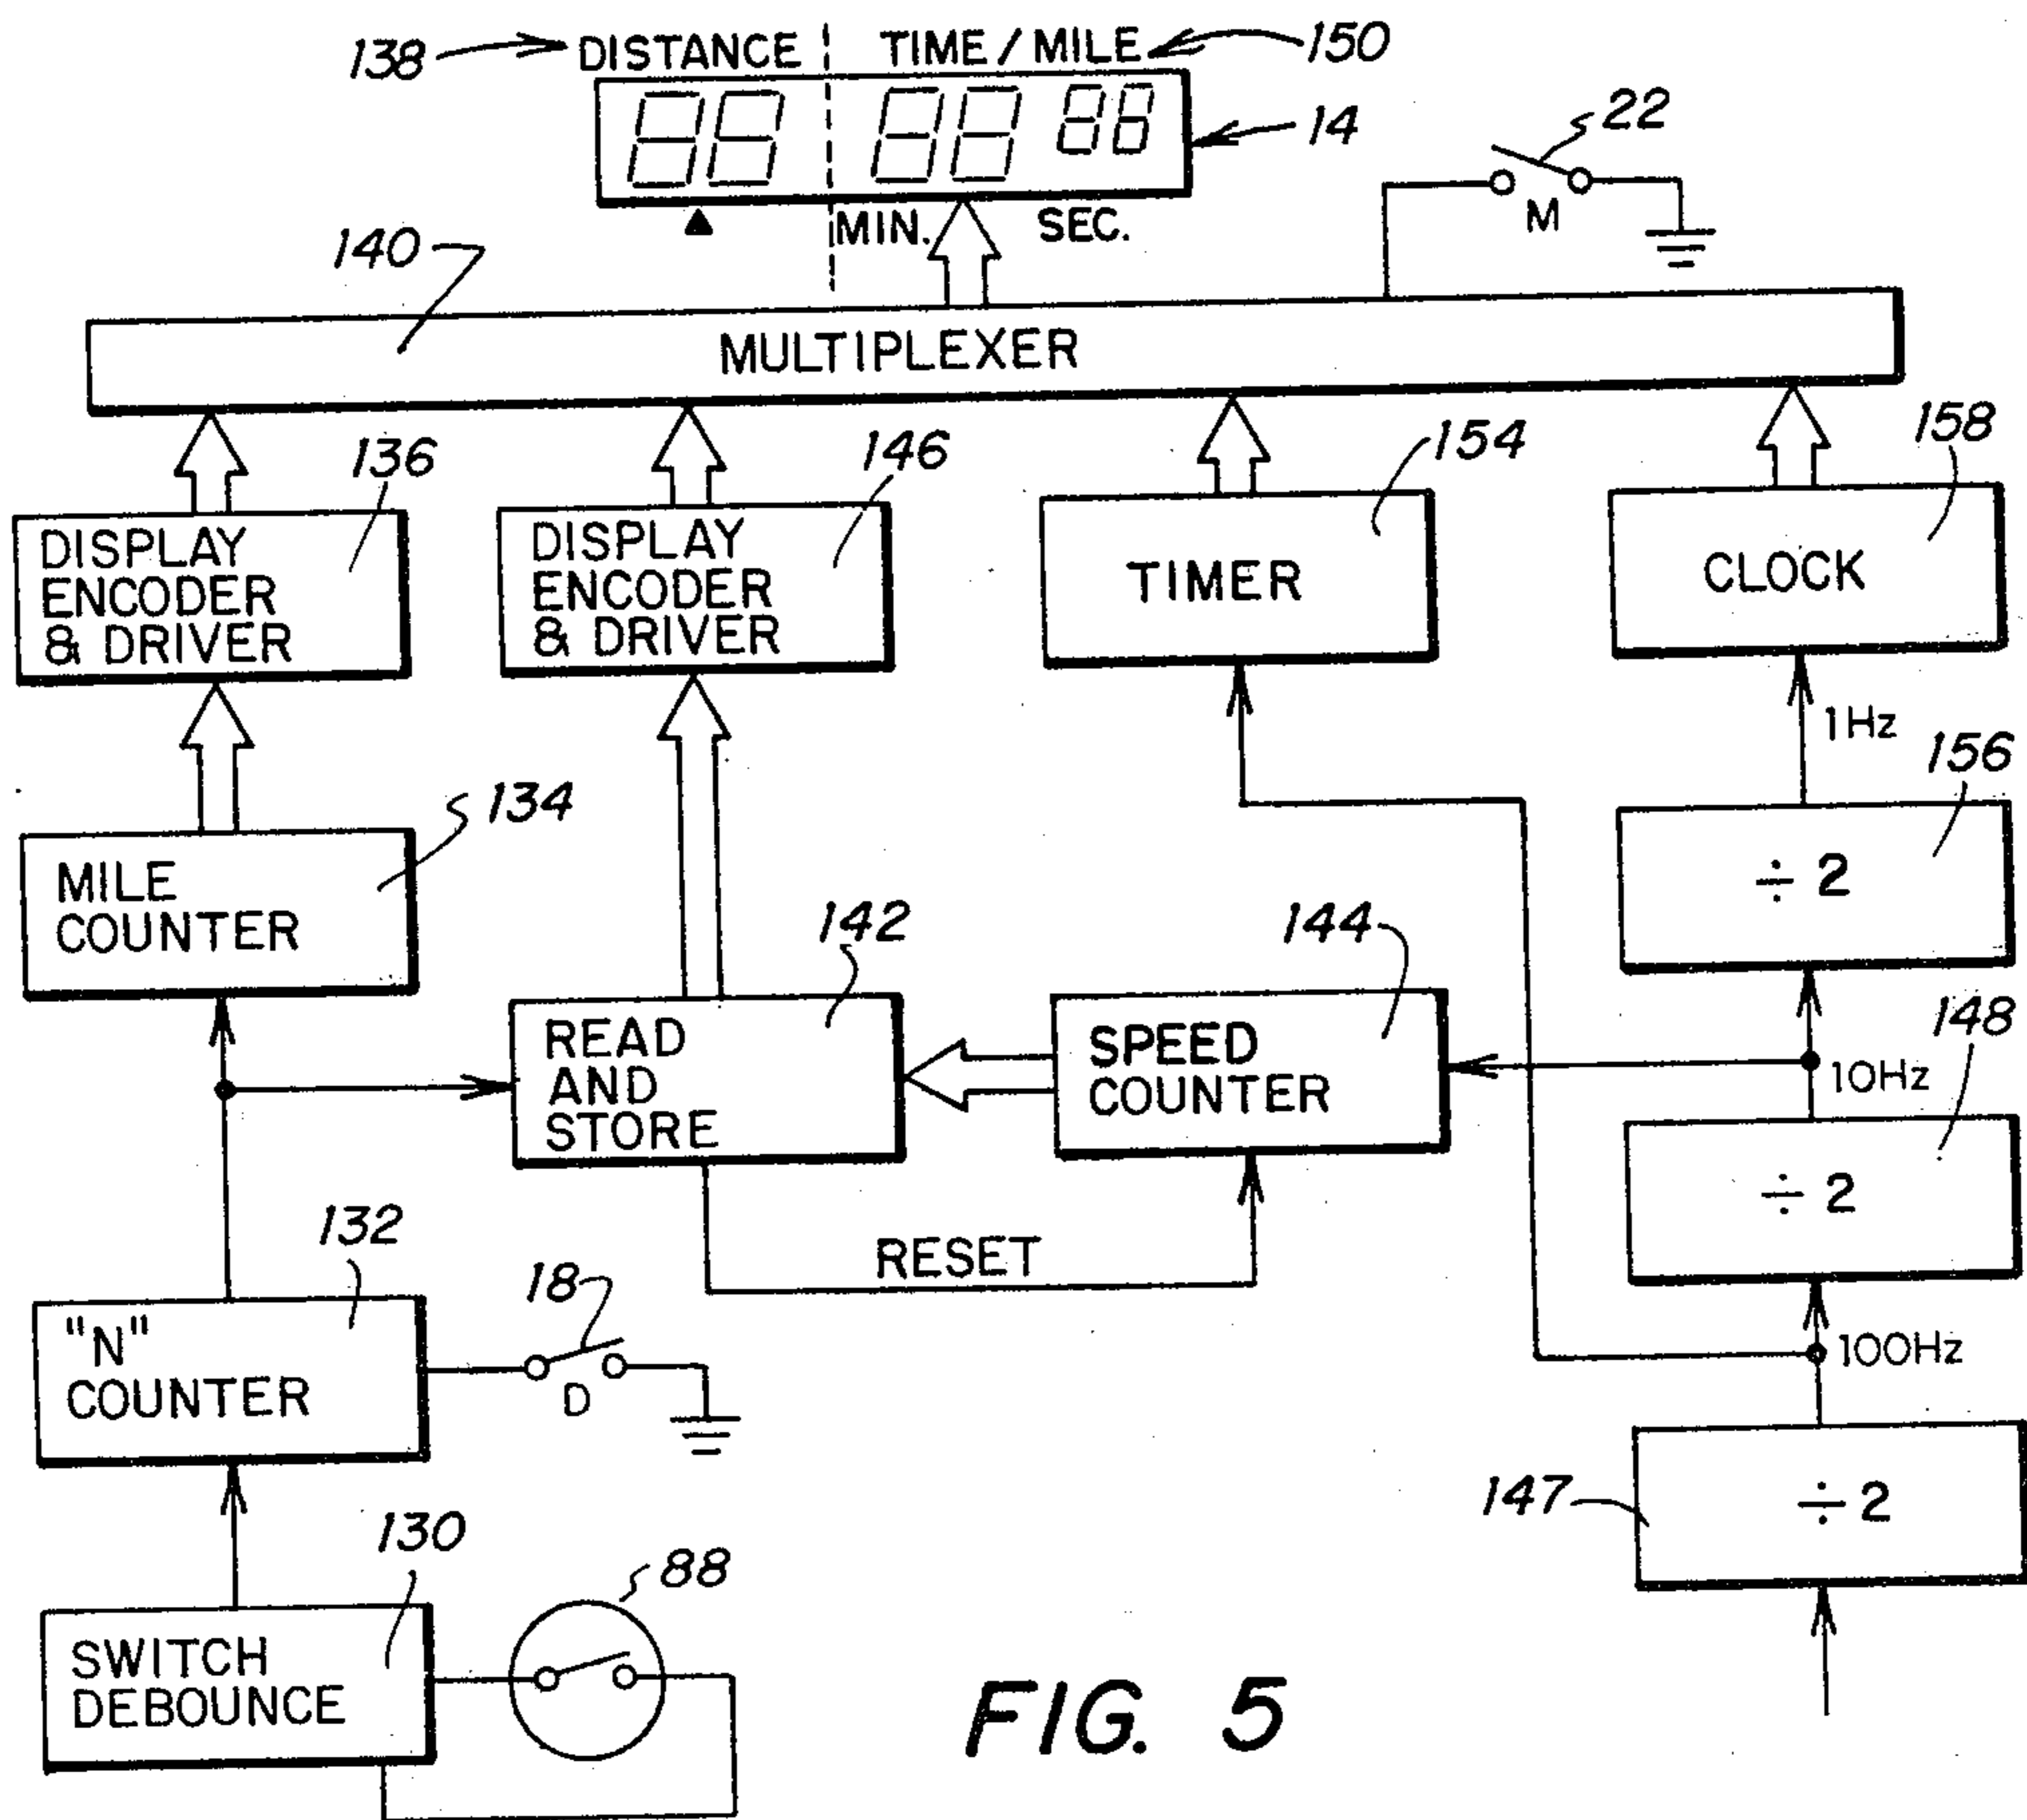 138 DISTANCE TIME / MILE 150
14
22
MIN. SEC.
M
140
MULTIPLEXER
136
146
154
158
DISPLAY
ENCODER
& DRIVER
DISPLAY
ENCODER
& DRIVER
TIMER
CLOCK
1Hz
156
÷ 2
134
MILE
COUNTER
142
144
READ
AND
STORE
SPEED
COUNTER
10Hz
148
÷ 2
RESET
132
18
"N"
COUNTER
D
100Hz
147
÷ 2
130
88
SWITCH
DEBOUNCE
FIG. 5